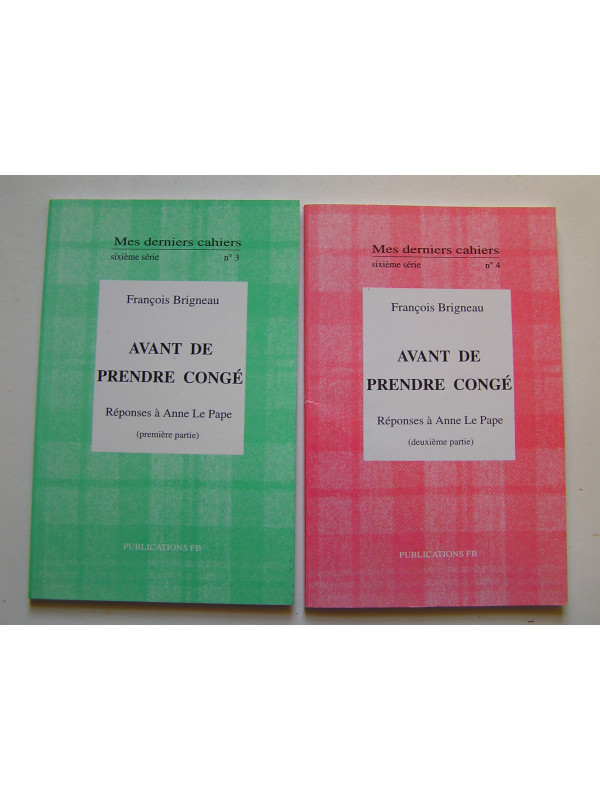 Mes derniers cahiers
sixième série n° 3
François Brigneau
AVANT DE
PRENDRE CONGÉ
Réponses à Anne Le Pape
(première partie)
PUBLICATIONS FB
Mes derniers cahiers
sixième série n° 4
François Brigneau
AVANT DE
PRENDRE CONGÉ
Réponses à Anne Le Pape
(deuxième partie)
PUBLICATIONS FB